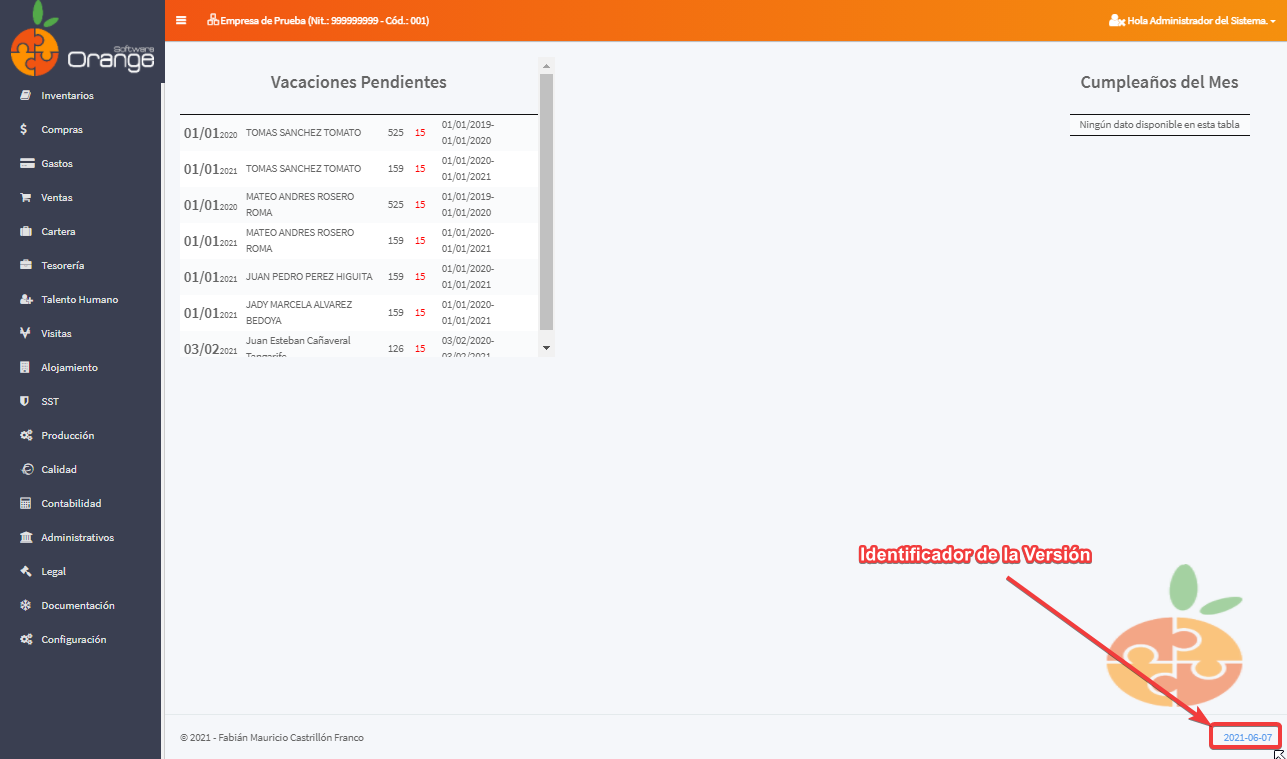 Software
Orange
Empresa de Prueba (Nit.: 999999999 - Cód.: 001)
Hola Administrador del Sistema.
Inventarios
Compras
Gastos
Ventas
Cartera
Tesorería
Talento Humano
Visitas
Alojamiento
SST
Producción
Calidad
Contabilidad
Administrativos
Legal
Documentación
Configuración
Vacaciones Pendientes
01/01 2020 TOMAS SANCHEZ TOMATO 525 15 01/01/2019-
01/01/2020
01/01 2021 TOMAS SANCHEZ TOMATO 159 15 01/01/2020-
01/01/2021
01/01 2020 MATEO ANDRES ROSERO
ROMA 525 15 01/01/2019-
01/01/2020
01/01 2021 MATEO ANDRES ROSERO
ROMA 159 15 01/01/2020-
01/01/2021
01/01 2021 JUAN PEDRO PEREZ HIGUITA 159 15 01/01/2020-
01/01/2021
01/01 2021 JADY MARCELA ALVAREZ
BEDOYA 159 15 01/01/2020-
01/01/2021
03/02 2021 Juan Esteban Cañaveral
Tangarife 126 15 03/02/2020-
03/02/2021
Cumpleaños del Mes
Ningún dato disponible en esta tabla
Identificador de la Versión
© 2021 - Fabián Mauricio Castrillón Franco
2021-06-07